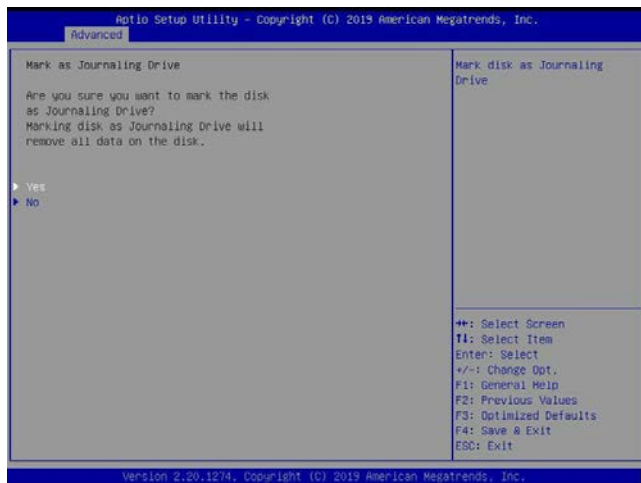 Aptio Setup Utility - Copyright (C) 2019 American Megatrends, Inc.
Advanced
Mark as Journaling Drive
Are you sure you want to mark the disk
as Journaling Drive?
Marking disk as Journaling Drive will
remove all data on the disk.
▶ Yes
▶ No
Mark disk as Journaling
Drive
→←: Select Screen
↑↓: Select Item
Enter: Select
+/-: Change Opt.
F1: General Help
F2: Previous Values
F3: Optimized Defaults
F4: Save & Exit
ESC: Exit
Version 2.20.1274. Copyright (C) 2019 American Megatrends, Inc.